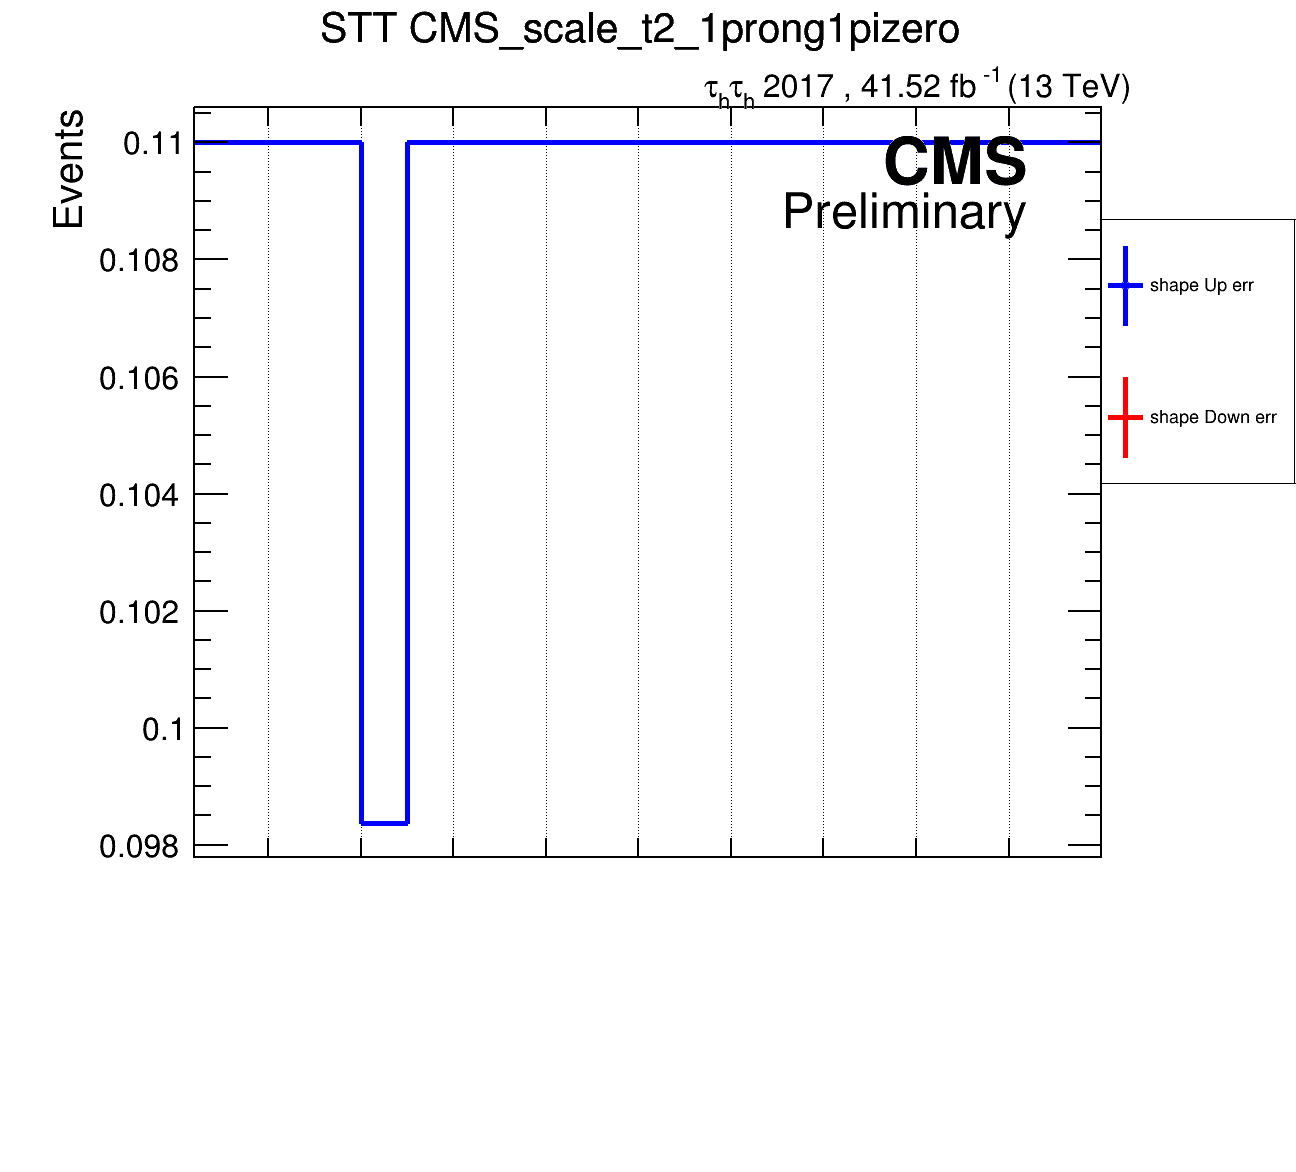 STT CMS_scale_t2_1prong1pizero
τhτh 2017 , 41.52 fb -1 (13 TeV)
Events
0.11
CMS
Preliminary
0.108
shape Up err
0.106
shape Down err
0.104
0.102
0.1
0.098